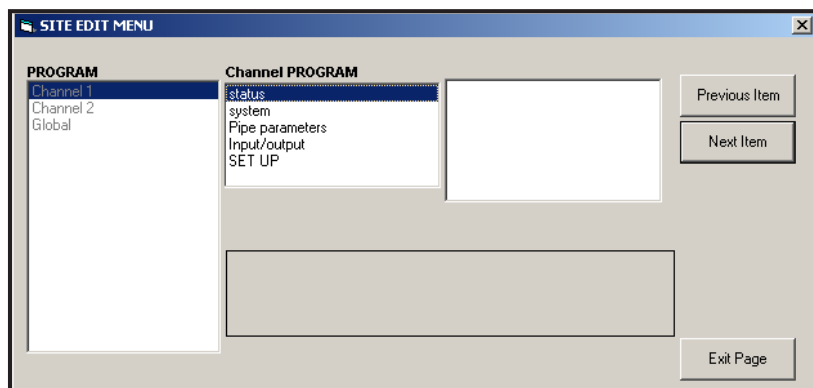 SITE EDIT MENU
PROGRAM
Channel 1
Channel 2
Global
Channel PROGRAM
status
system
Pipe parameters
Input/output
SET UP
Previous Item
Next Item
Exit Page